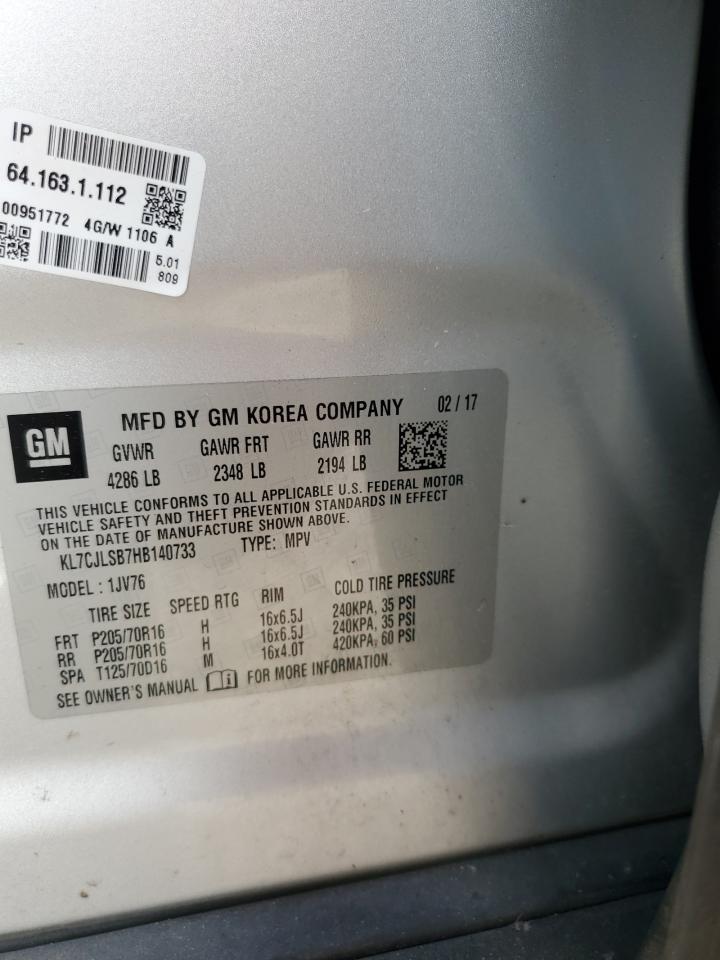 IP
64.163.1.112
00951772 4G/W 1106 A
5.01
809
GM
MFD BY GM KOREA COMPANY 02 / 17
GVWR GAWR FRT GAWR RR
4286 LB 2348 LB 2194 LB
THIS VEHICLE CONFORMS TO ALL APPLICABLE U.S. FEDERAL MOTOR
VEHICLE SAFETY AND THEFT PREVENTION STANDARDS IN EFFECT
ON THE DATE OF MANUFACTURE SHOWN ABOVE.
KL7CJLSB7HB140733 TYPE: MPV
MODEL : 1JV76
TIRE SIZE SPEED RTG RIM COLD TIRE PRESSURE
FRT P205/70R16 H 16x6.5J 240KPA, 35 PSI
RR P205/70R16 H 16x6.5J 240KPA, 35 PSI
SPA T125/70D16 M 16x4.0T 420KPA, 60 PSI
SEE OWNER'S MANUAL i FOR MORE INFORMATION.